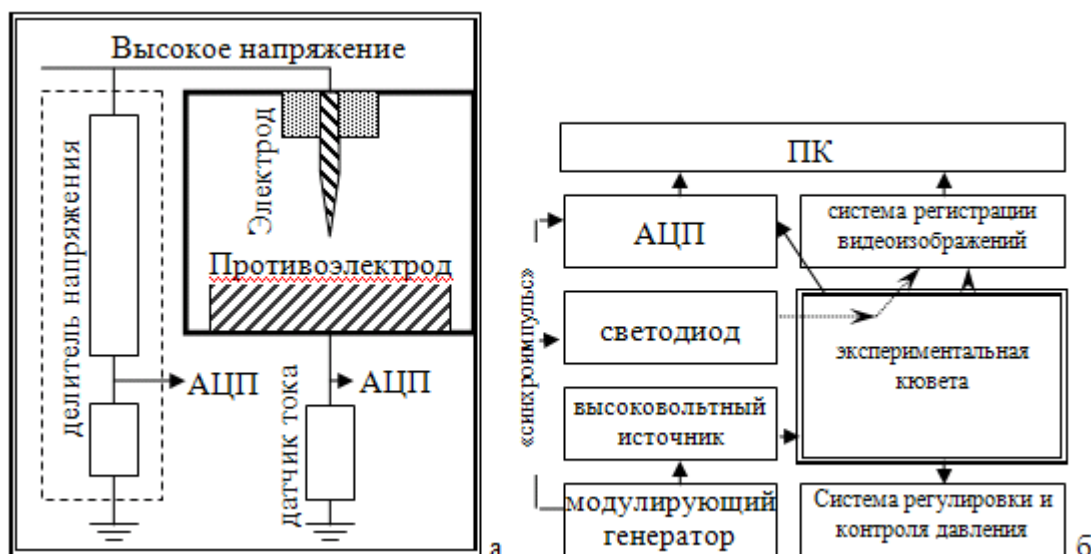 Высокое напряжение
делитель напряжения
Электрод
Противоэлектрод
АЦП
АЦП
датчик тока
а
ПК
АЦП
система регистрации
видеоизображений
«синхроимпульс»
светодиод
экспериментальная
кювета
высоковольтный
источник
модулирующий
генератор
Система регулировки и
контроля давления
б